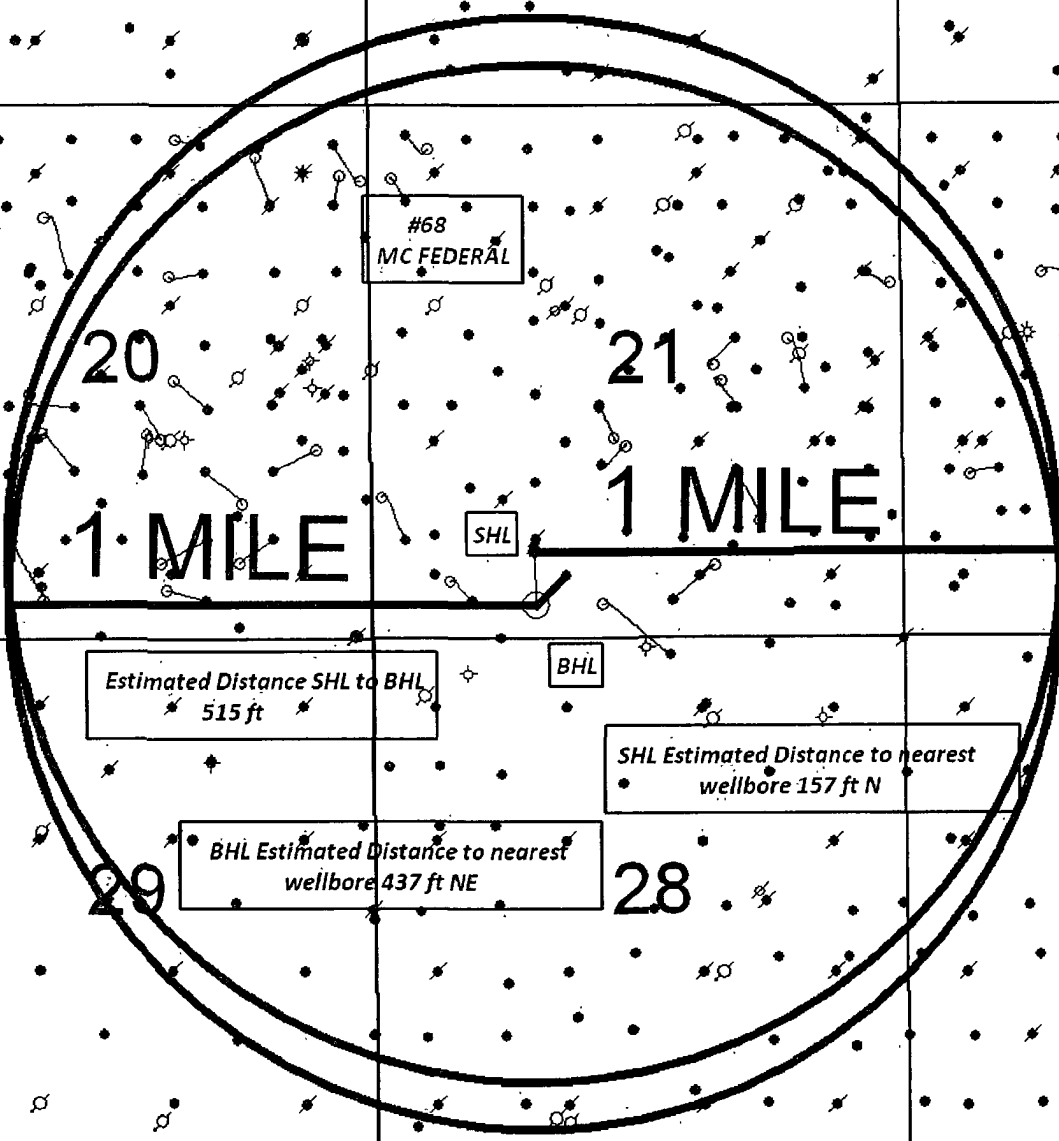 #68
MC FEDERAL
20
21
1 MILE
1 MILE
SHL
BHL
Estimated Distance SHL to BHL
515 ft
SHL Estimated Distance to nearest
wellbore 157 ft N
BHL Estimated Distance to nearest
wellbore 437 ft NE
29
28